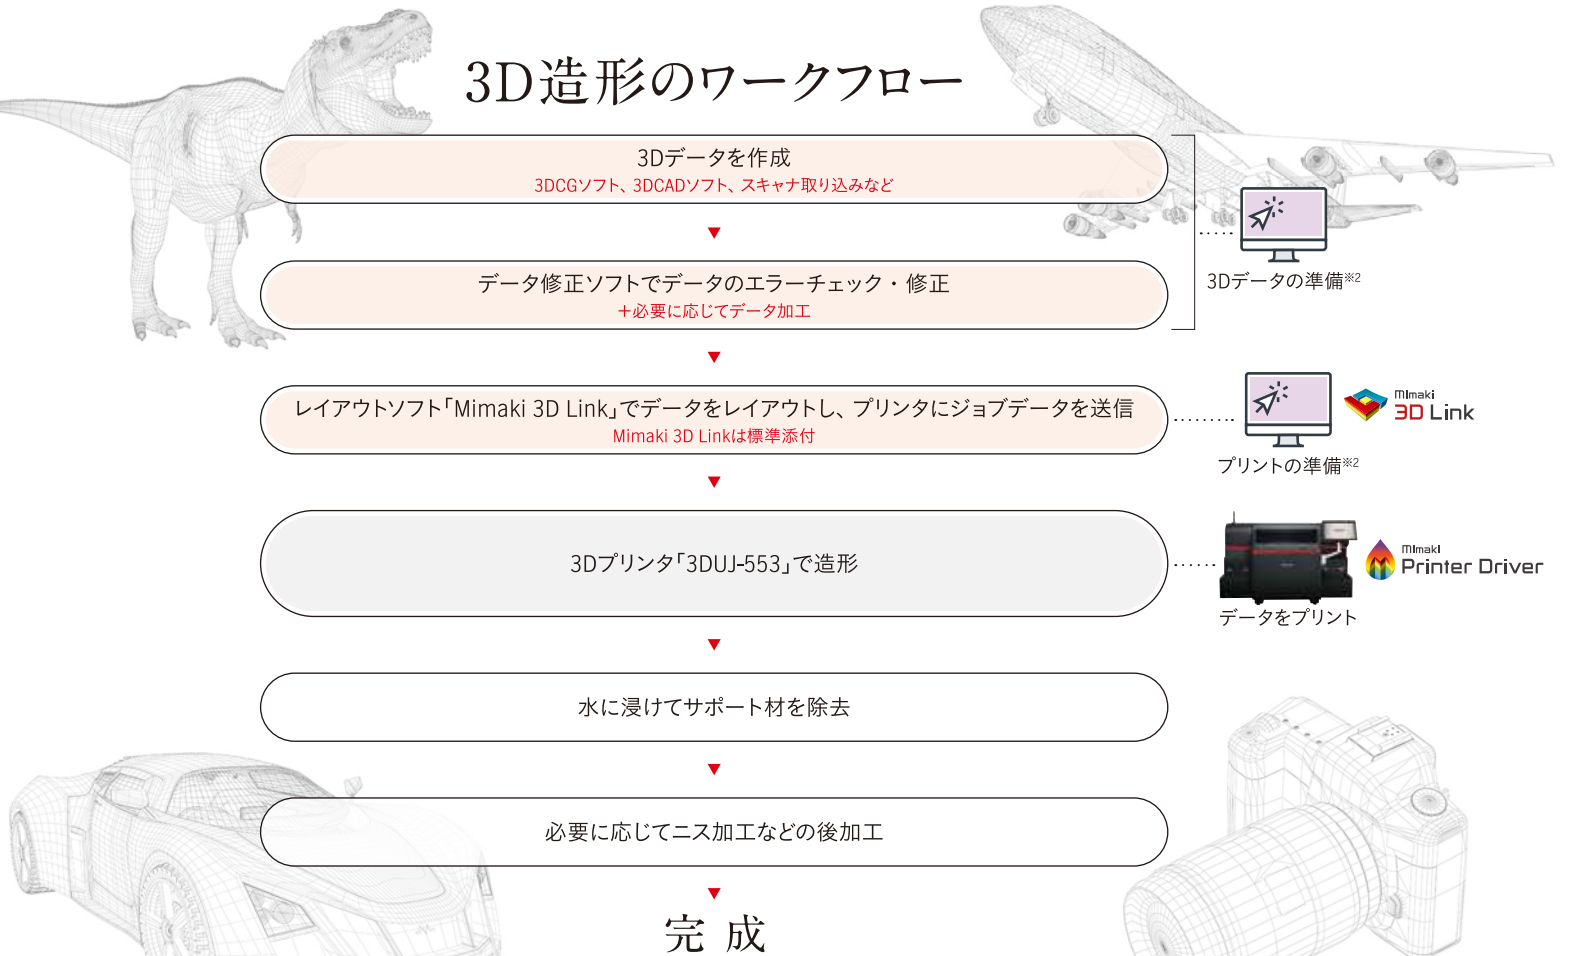 3D造形のワークフロー
3Dデータを作成
3DCGソフト、3DCADソフト、スキャナ取り込みなど
データ修正ソフトでデータのエラーチェック・修正
＋必要に応じてデータ加工
3Dデータの準備※2
レイアウトソフト「Mimaki 3D Link」でデータをレイアウトし、プリンタにジョブデータを送信
Mimaki 3D Linkは標準添付
mimaki
3D Link
プリントの準備※2
3Dプリンタ「3DUJ-553」で造形
mimaki
Printer Driver
データをプリント
水に浸けてサポート材を除去
必要に応じてニス加工などの後加工
完成